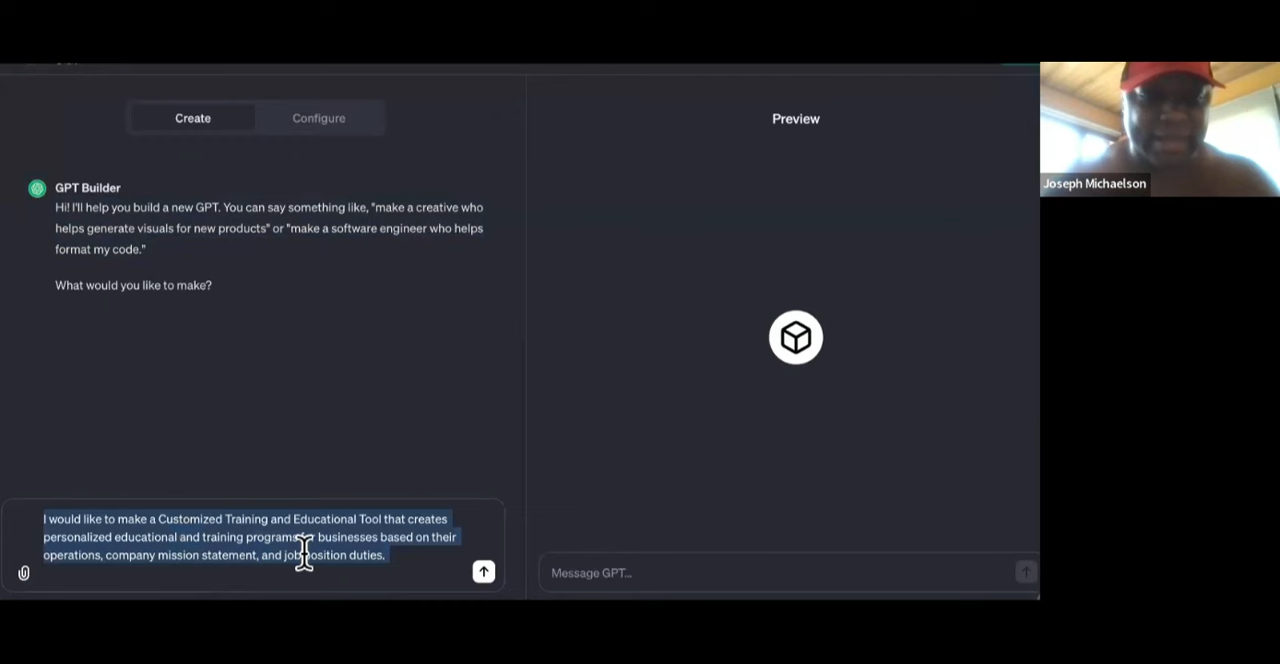 Create
Configure
Preview
GPT Builder
Hi! I'll help you build a new GPT. You can say something like, "make a creative who
helps generate visuals for new products" or "make a software engineer who helps
format my code."
What would you like to make?
Joseph Michaelson
I would like to make a Customized Training and Educational Tool that creates
personalized educational and training programs businesses based on their
operations, company mission statement, and job position duties.
Message GPT...